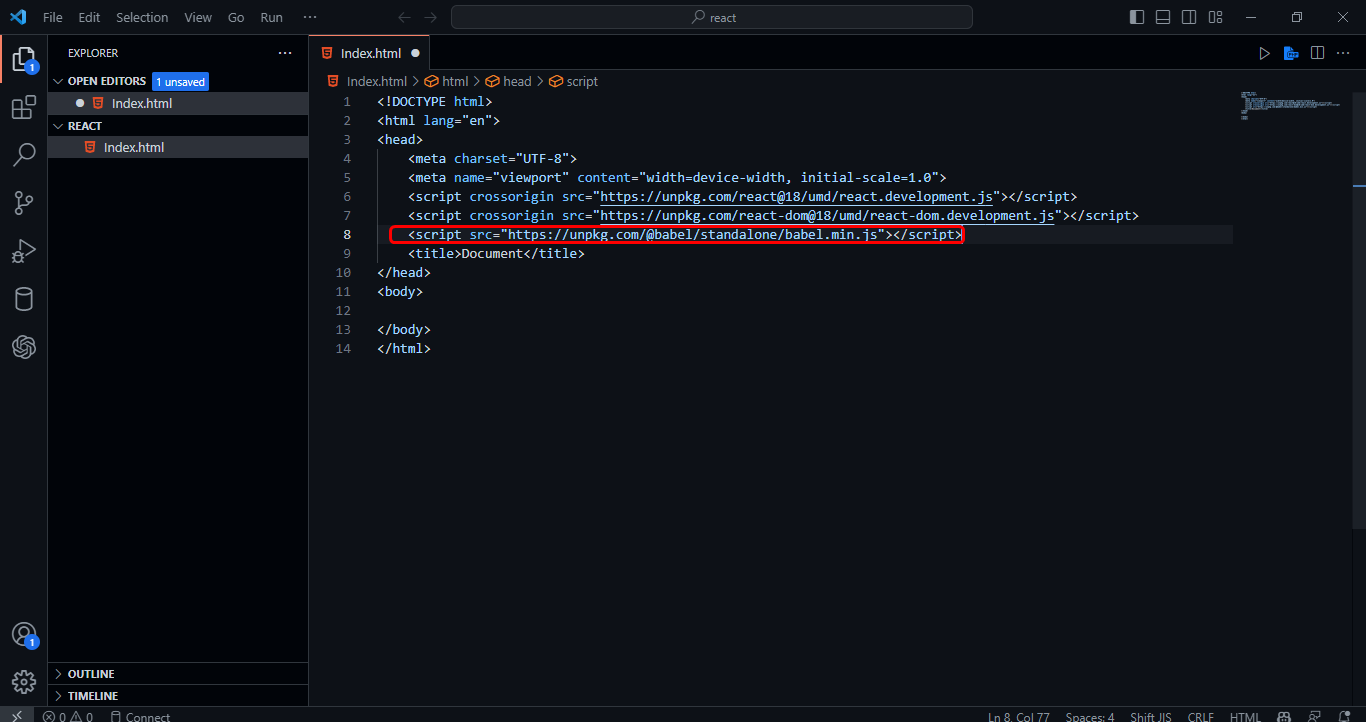 File Edit Selection View Go Run ···
react
EXPLORER
OPEN EDITORS 1 unsaved
Index.html
REACT
Index.html
OUTLINE
TIMELINE
1
1
Index.html
Index.html > html > head > script
1 <!DOCTYPE html>
2 <html lang="en">
3 <head>
4 <meta charset="UTF-8">
5 <meta name="viewport" content="width=device-width, initial-scale=1.0">
6 <script crossorigin src="https://unpkg.com/react@18/umd/react.development.js"></script>
7 <script crossorigin src="https://unpkg.com/react-dom@18/umd/react-dom.development.js"></script>
8 <script src="https://unpkg.com/@babel/standalone/babel.min.js"></script>
9 <title>Document</title>
10 </head>
11 <body>
12
13 </body>
14 </html>
0 0 Connect
Ln 8, Col 77 Spaces: 4 Shift JIS CRLF HTML